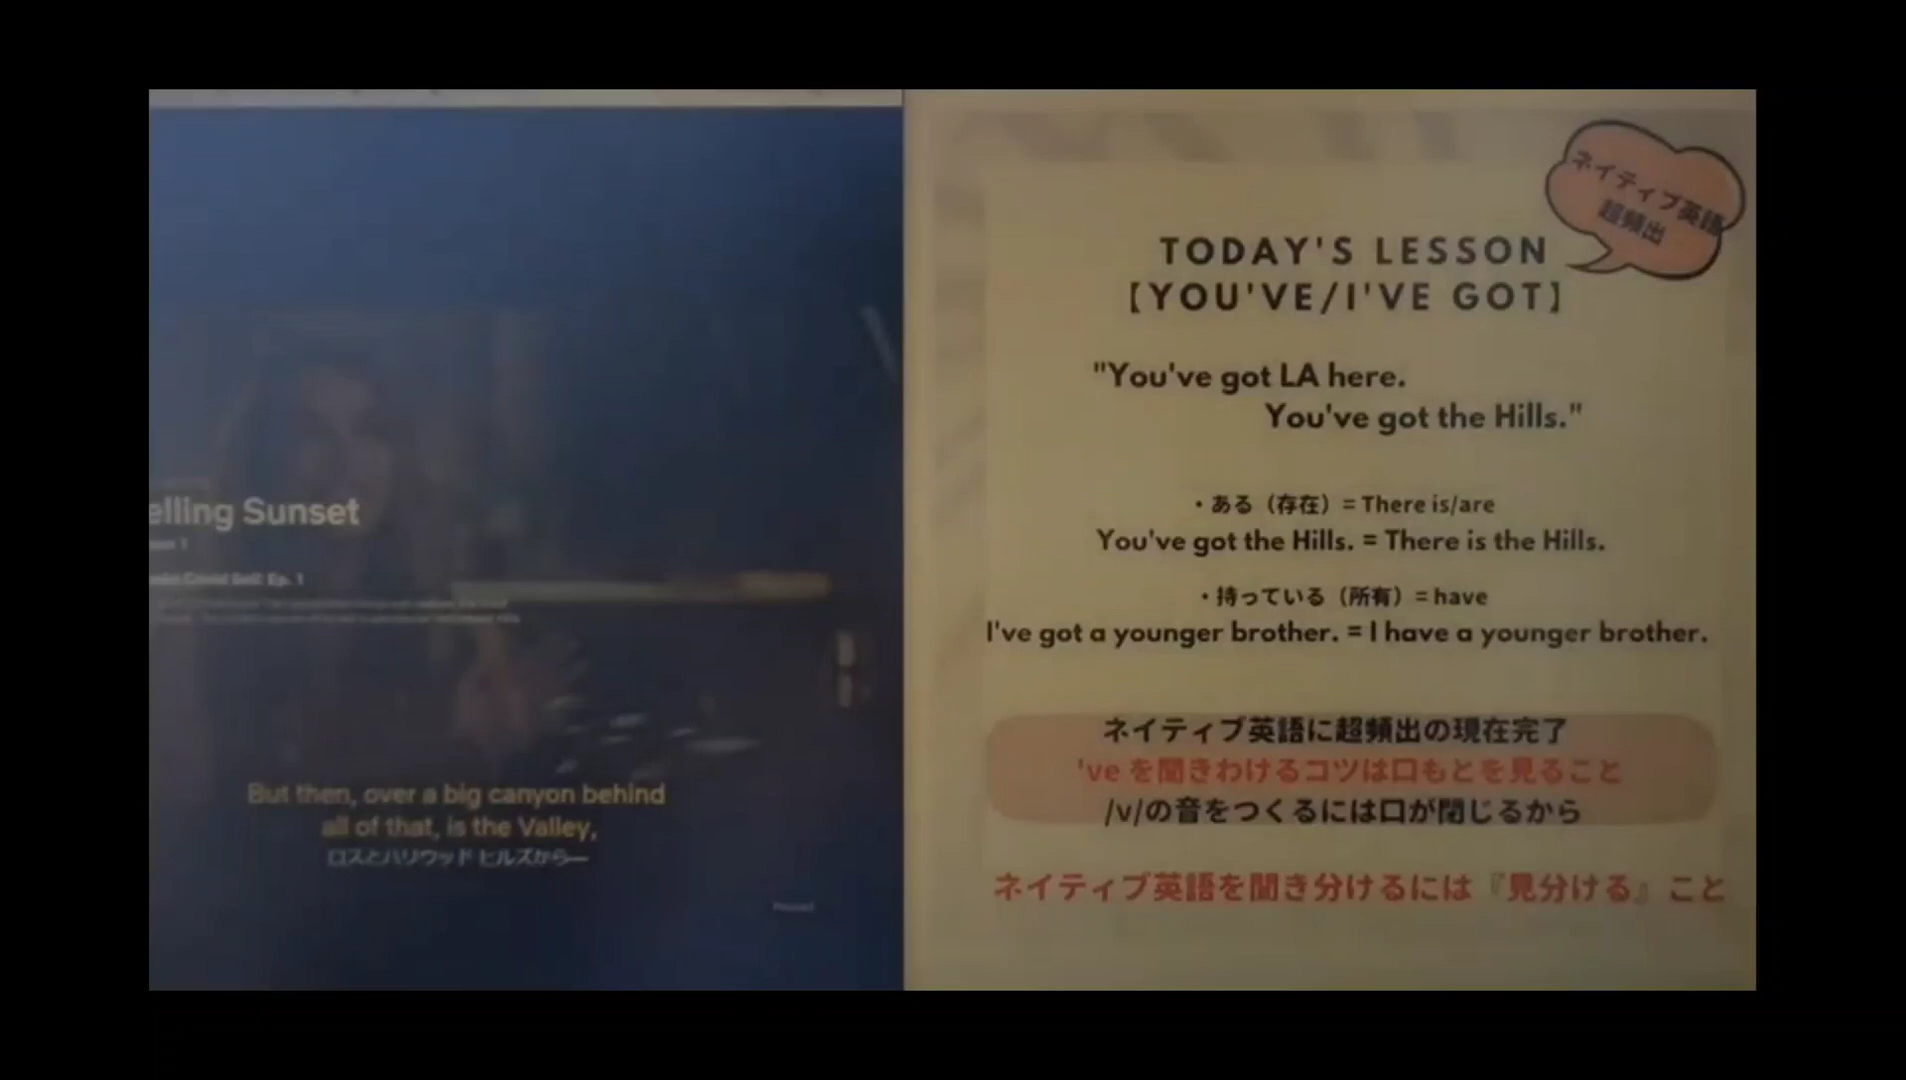 elling Sunset
But then, over a big canyon behind
all of that, is the Valley,
ロスとハリウッド ヒルズから—
Paused
ネイティブ英語
超頻出
TODAY'S LESSON
【YOU'VE/I'VE GOT】
"You've got LA here.
You've got the Hills."
・ある（存在）= There is/are
You've got the Hills. = There is the Hills.
・持っている（所有）= have
I've got a younger brother. = I have a younger brother.
ネイティブ英語に超頻出の現在完了
've を聞きわけるコツは口もとを見ること
/v/の音をつくるには口が閉じるから
ネイティブ英語を聞き分けるには『見分ける』こと